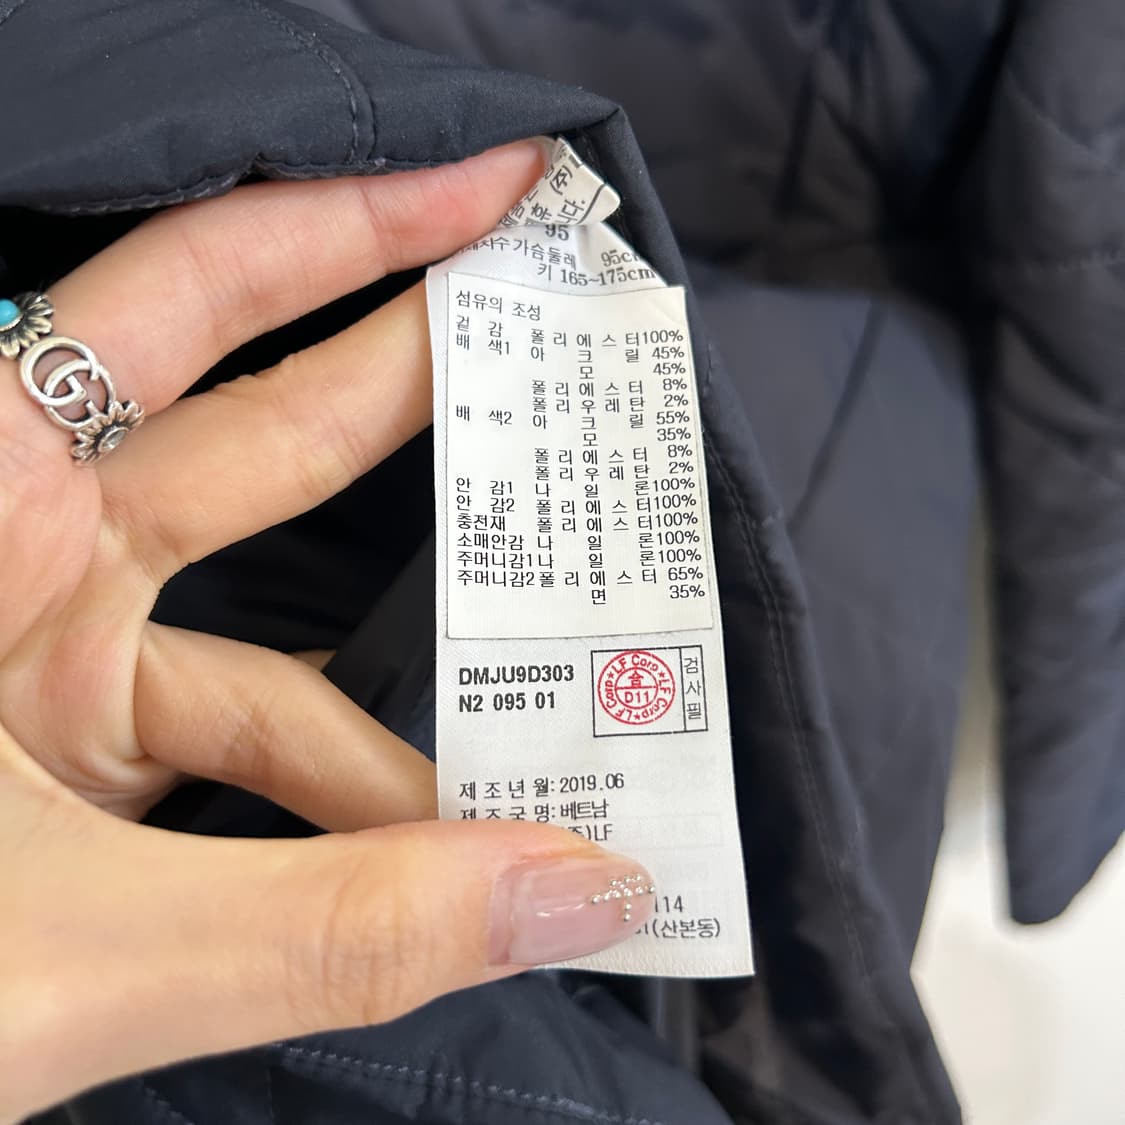 95
가슴둘레 95c
키 165~175cm
섬유의 조성
겉 감 폴리에스터100%
배 색1 아크릴 45%
모 45%
폴리에스터 8%
폴리우레탄 2%
배 색2 아크릴 55%
모 35%
폴리에스터 8%
폴리우레탄 2%
안 감1 나일론100%
안 감2 폴리에스터100%
충전재 폴리에스터100%
소매안감 나일론100%
주머니감1나일론100%
주머니감2폴리에스터 65%
면 35%
DMJU9D303
N2 095 01
LF Corp★LF Corp★LF Corp★
合
D11
검사필
제조년월:2019.06
제조국명:베트남
LF
114
(산본동)